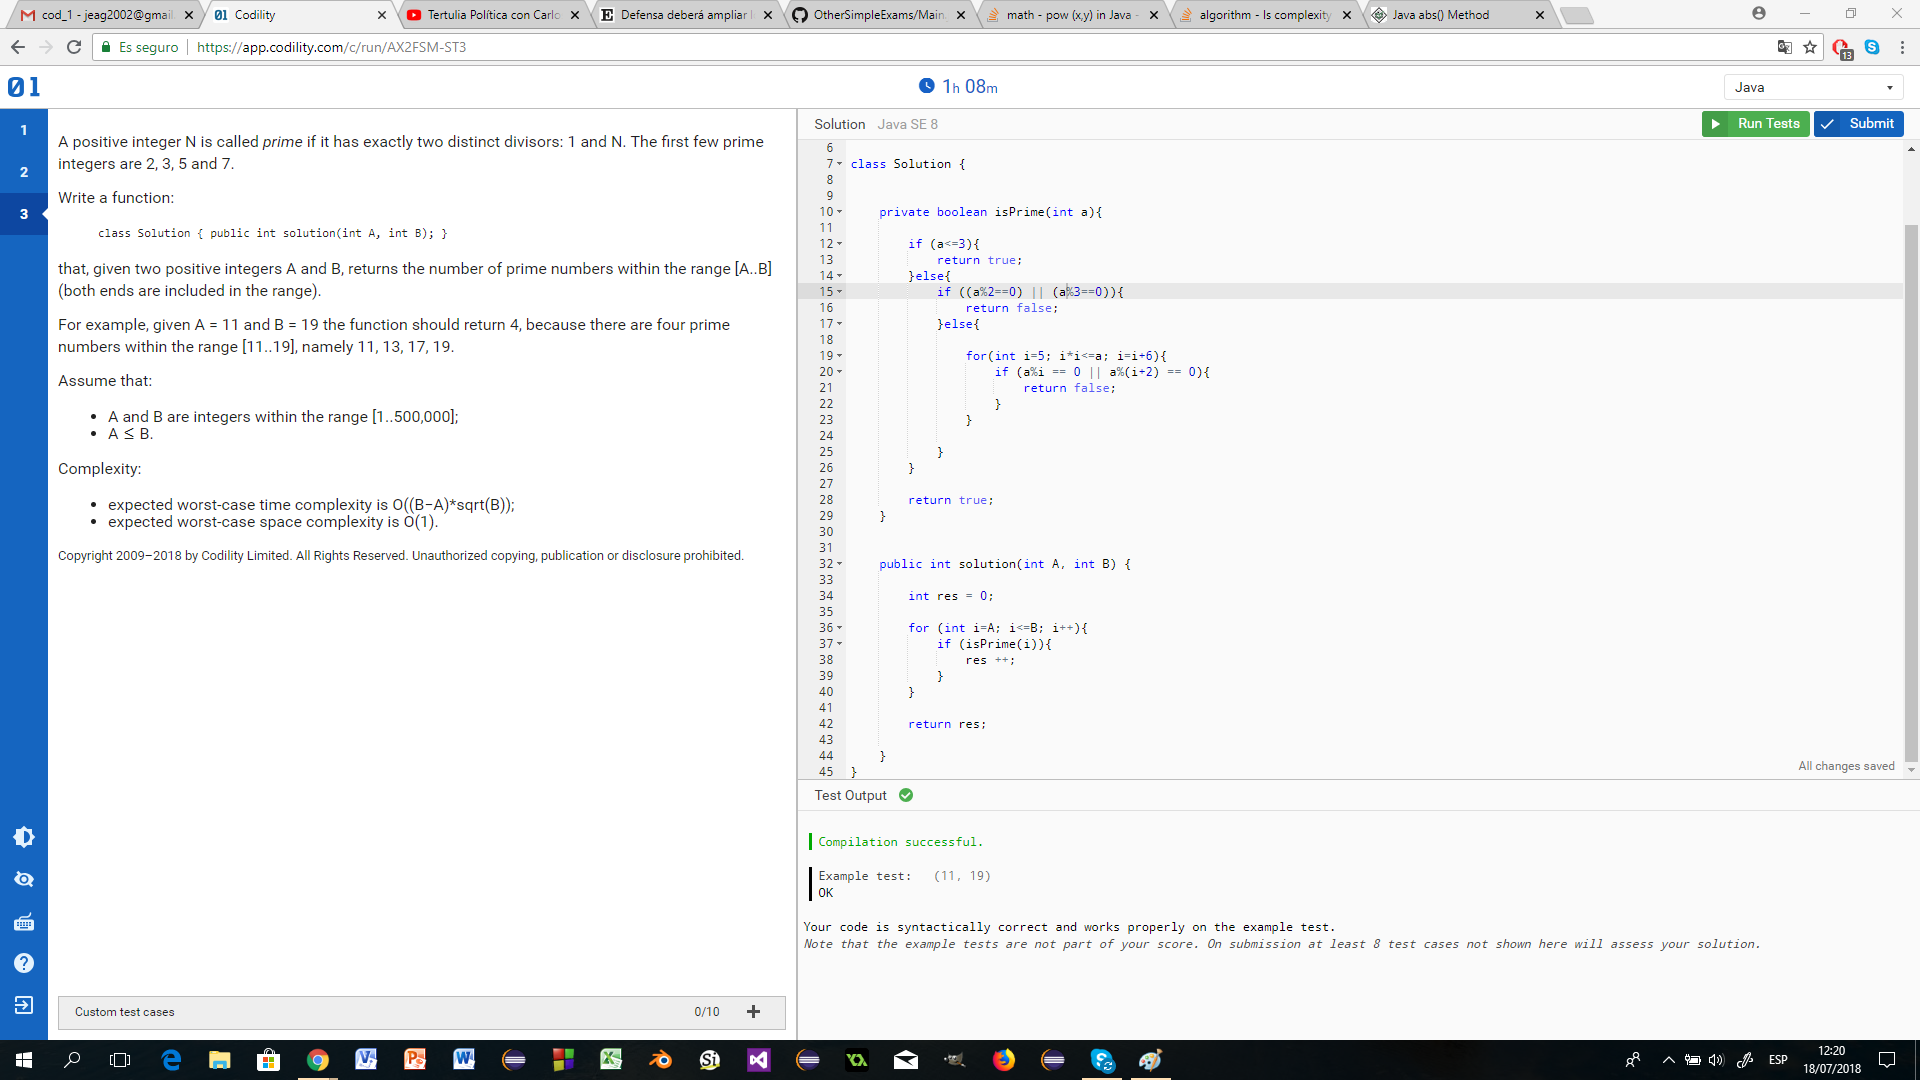 cod_1 - jeag2002@gmail.
Codility
Tertulia Política con Carlo
Defensa deberá ampliar
OtherSimpleExams/Main
math - pow (x,y) in Java -
algorithm - Is complexity
Java abs() Method
Es seguro
https://app.codility.com/c/run/AX2FSM-ST3
13
01
1h 08m
Java
1
2
3
A positive integer N is called prime if it has exactly two distinct divisors: 1 and N. The first few prime
integers are 2, 3, 5 and 7.
Write a function:
class Solution { public int solution(int A, int B); }
that, given two positive integers A and B, returns the number of prime numbers within the range [A..B]
(both ends are included in the range).
For example, given A = 11 and B = 19 the function should return 4, because there are four prime
numbers within the range [11..19], namely 11, 13, 17, 19.
Assume that:
• A and B are integers within the range [1..500,000];
• A ≤ B.
Complexity:
• expected worst-case time complexity is O((B−A)*sqrt(B));
• expected worst-case space complexity is O(1).
Copyright 2009–2018 by Codility Limited. All Rights Reserved. Unauthorized copying, publication or disclosure prohibited.
Custom test cases
0/10
Solution Java SE 8
Run Tests
Submit
6
7 class Solution {
8
9
10 private boolean isPrime(int a){
11
12 if (a<=3){
13 return true;
14 }else{
15 if ((a%2==0) || (a%3==0)){
16 return false;
17 }else{
18
19 for(int i=5; i*i<=a; i=i+6){
20 if (a%i == 0 || a%(i+2) == 0){
21 return false;
22 }
23 }
24
25 }
26 }
27
28 return true;
29 }
30
31
32 public int solution(int A, int B) {
33
34 int res = 0;
35
36 for (int i=A; i<=B; i++){
37 if (isPrime(i)){
38 res ++;
39 }
40 }
41
42 return res;
43
44 }
45 }
All changes saved
Test Output
Compilation successful.
Example test: (11, 19)
OK
Your code is syntactically correct and works properly on the example test.
Note that the example tests are not part of your score. On submission at least 8 test cases not shown here will assess your solution.
ESP
12:20
18/07/2018